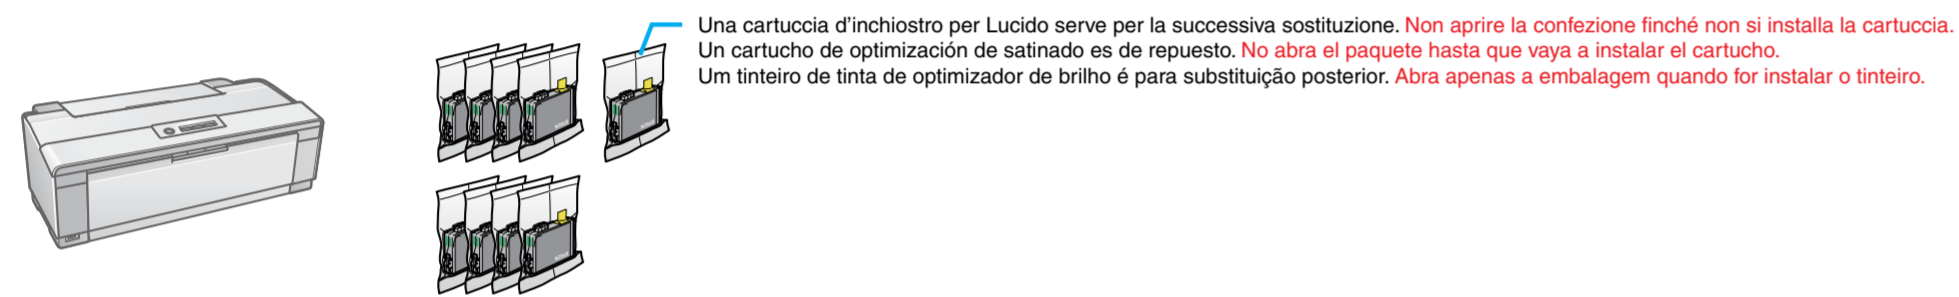 Una cartuccia d’inchiostro per Lucido serve per la successiva sostituzione. Non aprire la confezione finché non si installa la cartuccia.
Un cartucho de optimización de satinado es de repuesto. No abra el paquete hasta que vaya a instalar el cartucho.
Um tinteiro de tinta de optimizador de brilho é para substituição posterior. Abra apenas a embalagem quando for instalar o tinteiro.